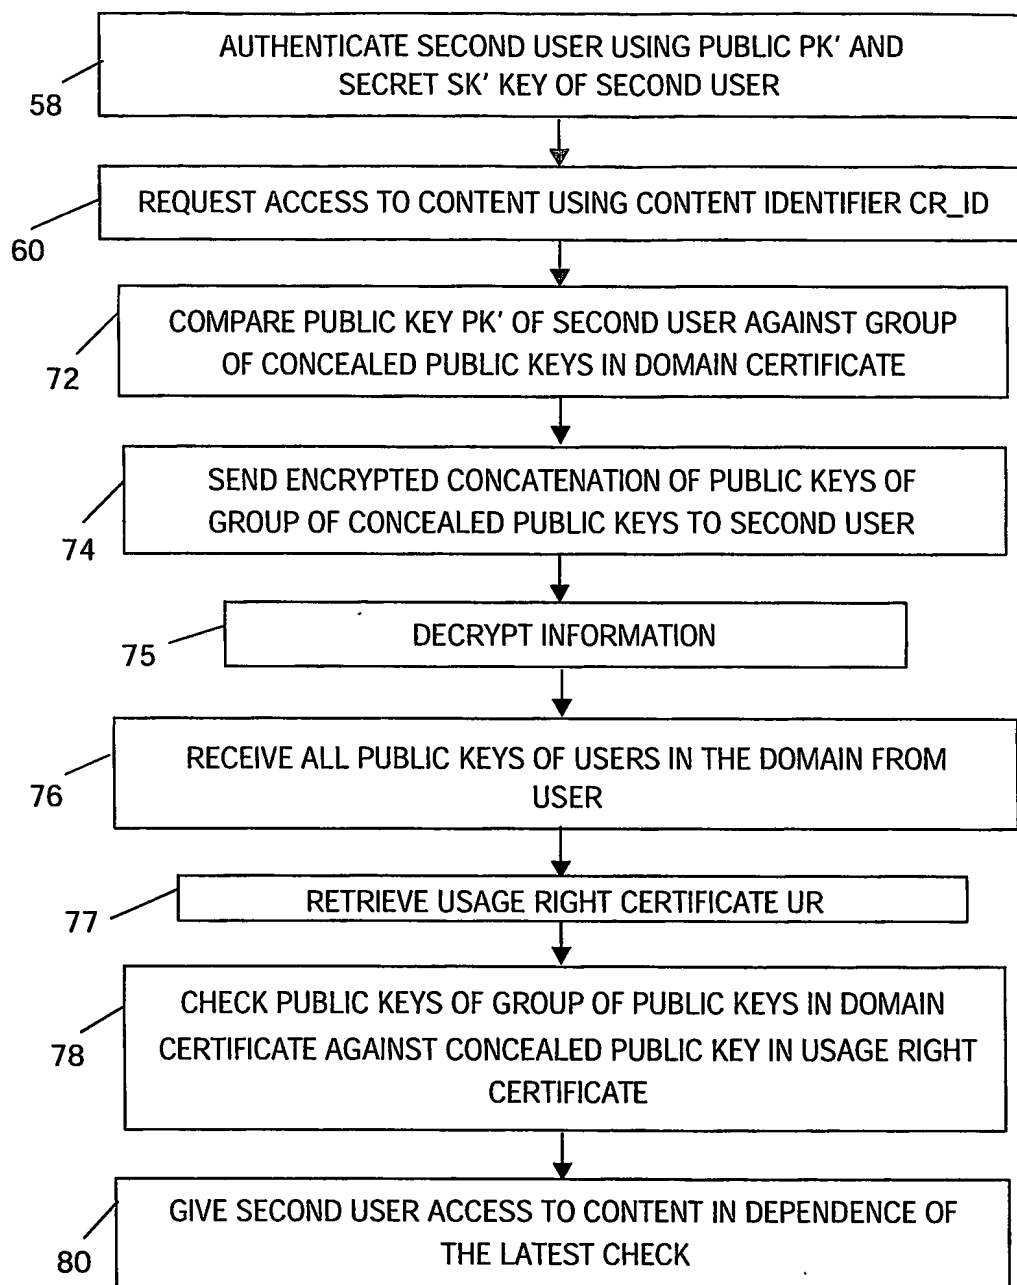 AUTHENTICATE SECOND USER USING PUBLIC PK' AND
SECRET SK' KEY OF SECOND USER
58
REQUEST ACCESS TO CONTENT USING CONTENT IDENTIFIER CR_ID
60
COMPARE PUBLIC KEY PK' OF SECOND USER AGAINST GROUP
OF CONCEALED PUBLIC KEYS IN DOMAIN CERTIFICATE
72
SEND ENCRYPTED CONCATENATION OF PUBLIC KEYS OF
GROUP OF CONCEALED PUBLIC KEYS TO SECOND USER
74
DECRYPT INFORMATION
75
RECEIVE ALL PUBLIC KEYS OF USERS IN THE DOMAIN FROM
USER
76
RETRIEVE USAGE RIGHT CERTIFICATE UR
77
CHECK PUBLIC KEYS OF GROUP OF PUBLIC KEYS IN DOMAIN
CERTIFICATE AGAINST CONCEALED PUBLIC KEY IN USAGE RIGHT
CERTIFICATE
78
GIVE SECOND USER ACCESS TO CONTENT IN DEPENDENCE OF
THE LATEST CHECK
80